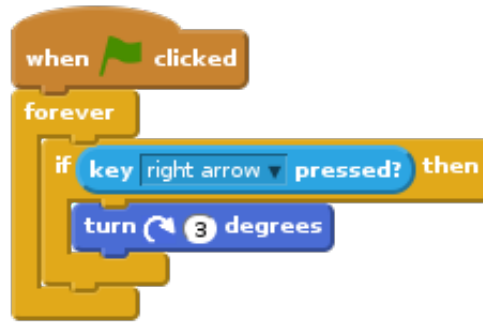 when clicked
forever
if key right arrow pressed? then
turn 3 degrees